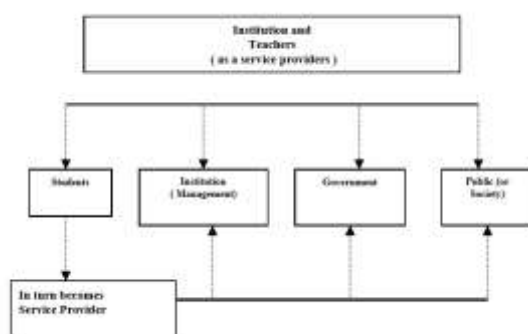 Institution and
Teachers
( as a service providers )
Students
Institution
( Management)
Government
Public (or
Society)
In turn becomes
Service Provider